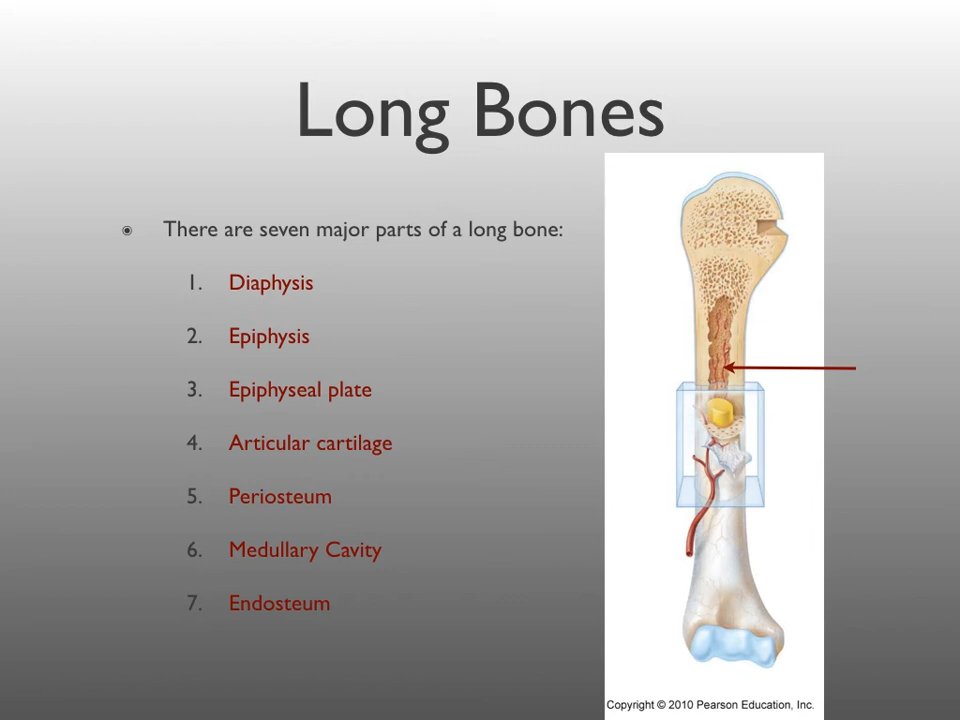 Long Bones
There are seven major parts of a long bone:
1. Diaphysis
2. Epiphysis
3. Epiphyseal plate
4. Articular cartilage
5. Periosteum
6. Medullary Cavity
7. Endosteum
Copyright © 2010 Pearson Education, Inc.